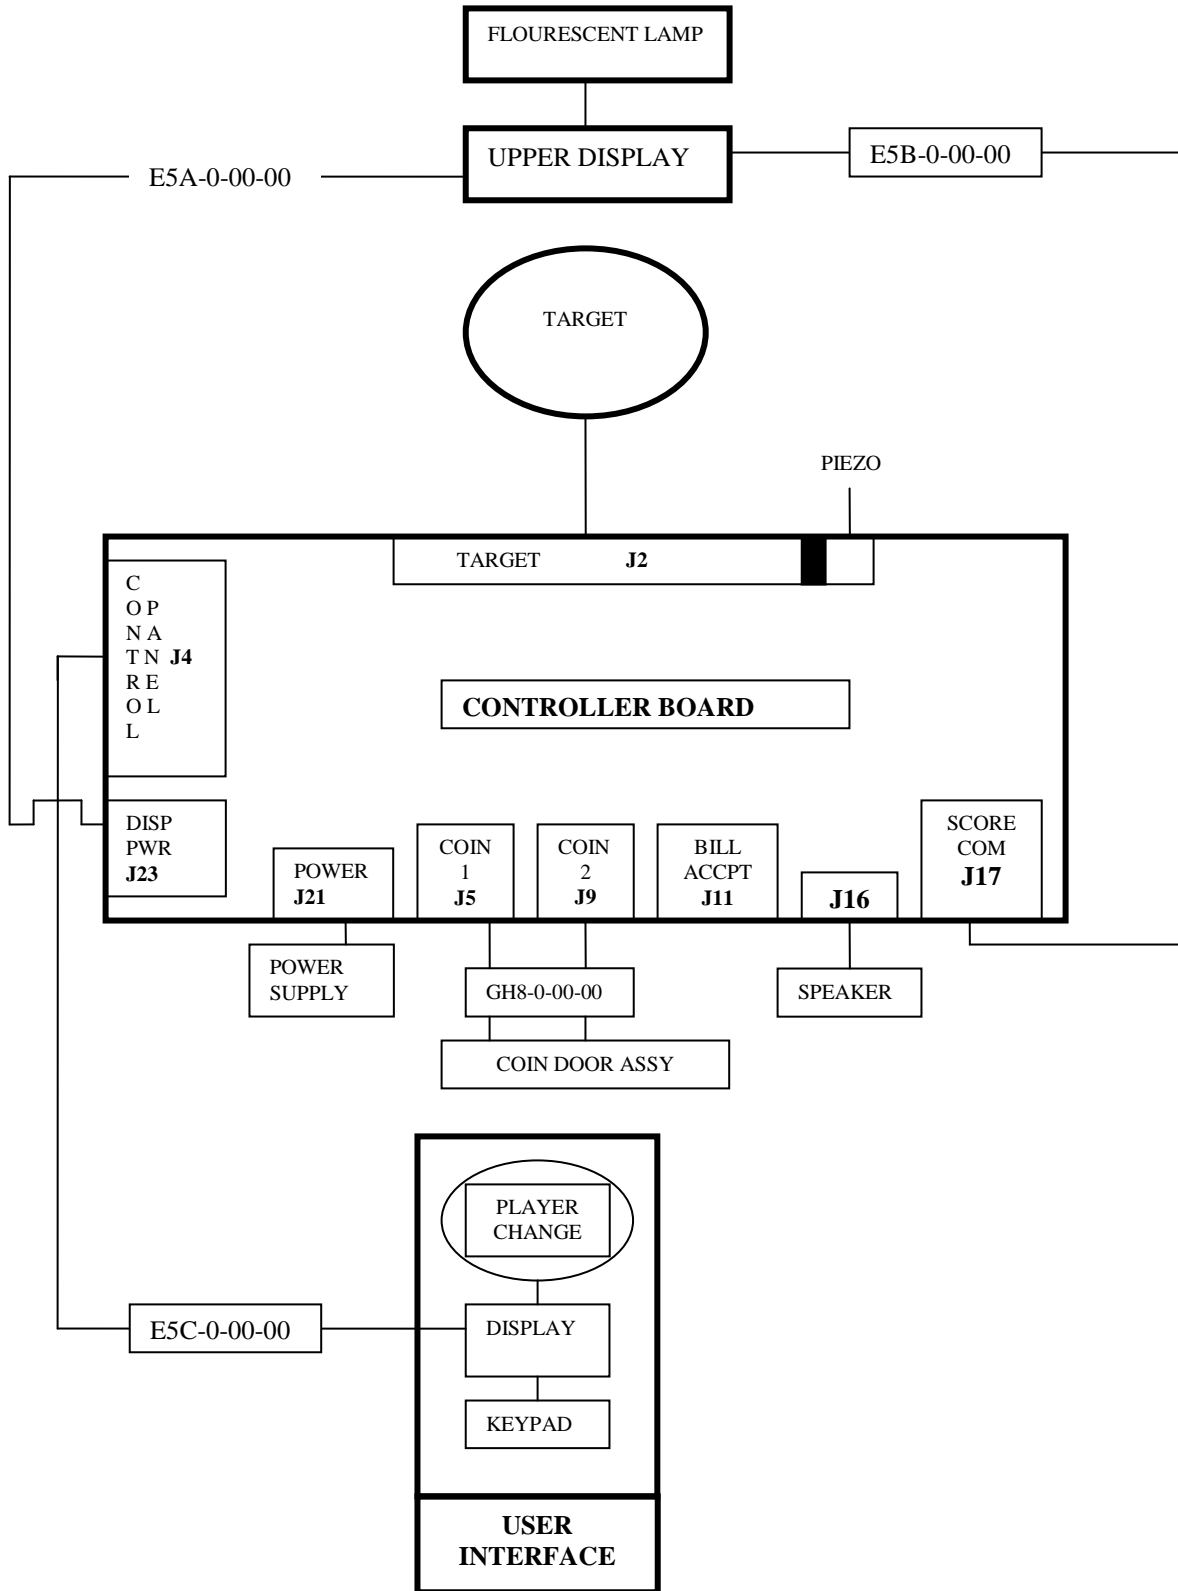 FLOURESCENT LAMP
UPPER DISPLAY
E5B-0-00-00
E5A-0-00-00
TARGET
PIEZO
TARGET J2
C
O P
N A
T N J4
R E
O L
L
CONTROLLER BOARD
DISP
PWR
J23
POWER
J21
COIN
1
J5
COIN
2
J9
BILL
ACCPT
J11
J16
SCORE
COM
J17
POWER
SUPPLY
GH8-0-00-00
SPEAKER
COIN DOOR ASSY
PLAYER
CHANGE
E5C-0-00-00
DISPLAY
KEYPAD
USER
INTERFACE